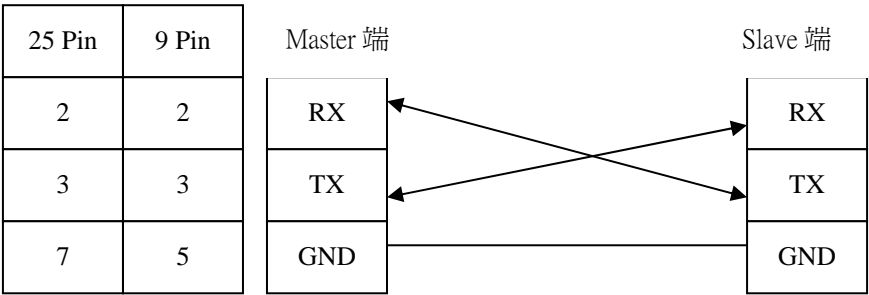 25 Pin 9 Pin Master 端 Slave 端
2 2 RX RX
3 3 TX TX
7 5 GND GND